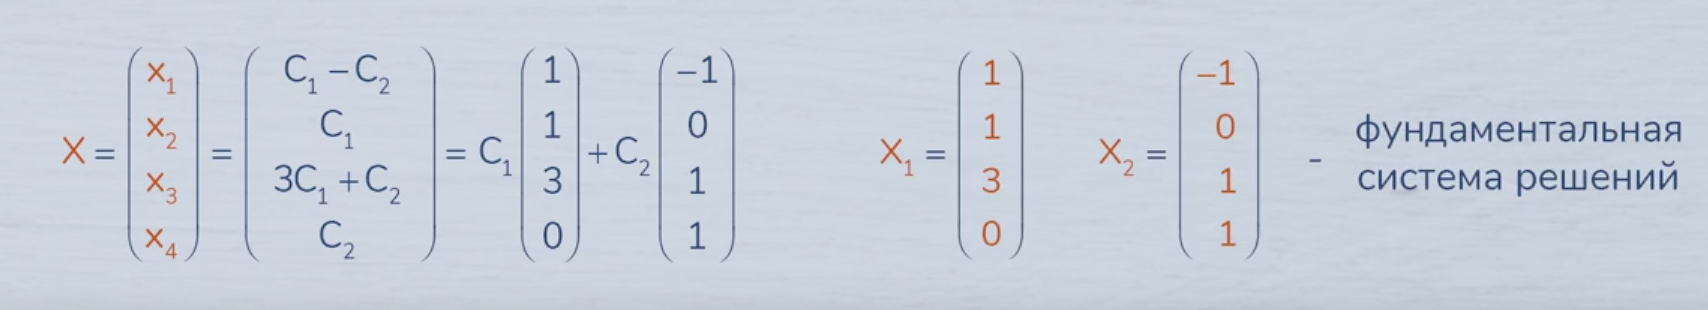 X = (x₁ x₂ x₃ x₄) = (C₁ − C₂ C₁ 3C₁ + C₂ C₂) = C₁ (1 1 3 0) + C₂ (−1 0 1 1)
X₁ = (1 1 3 0) X₂ = (−1 0 1 1) - фундаментальная
система решений